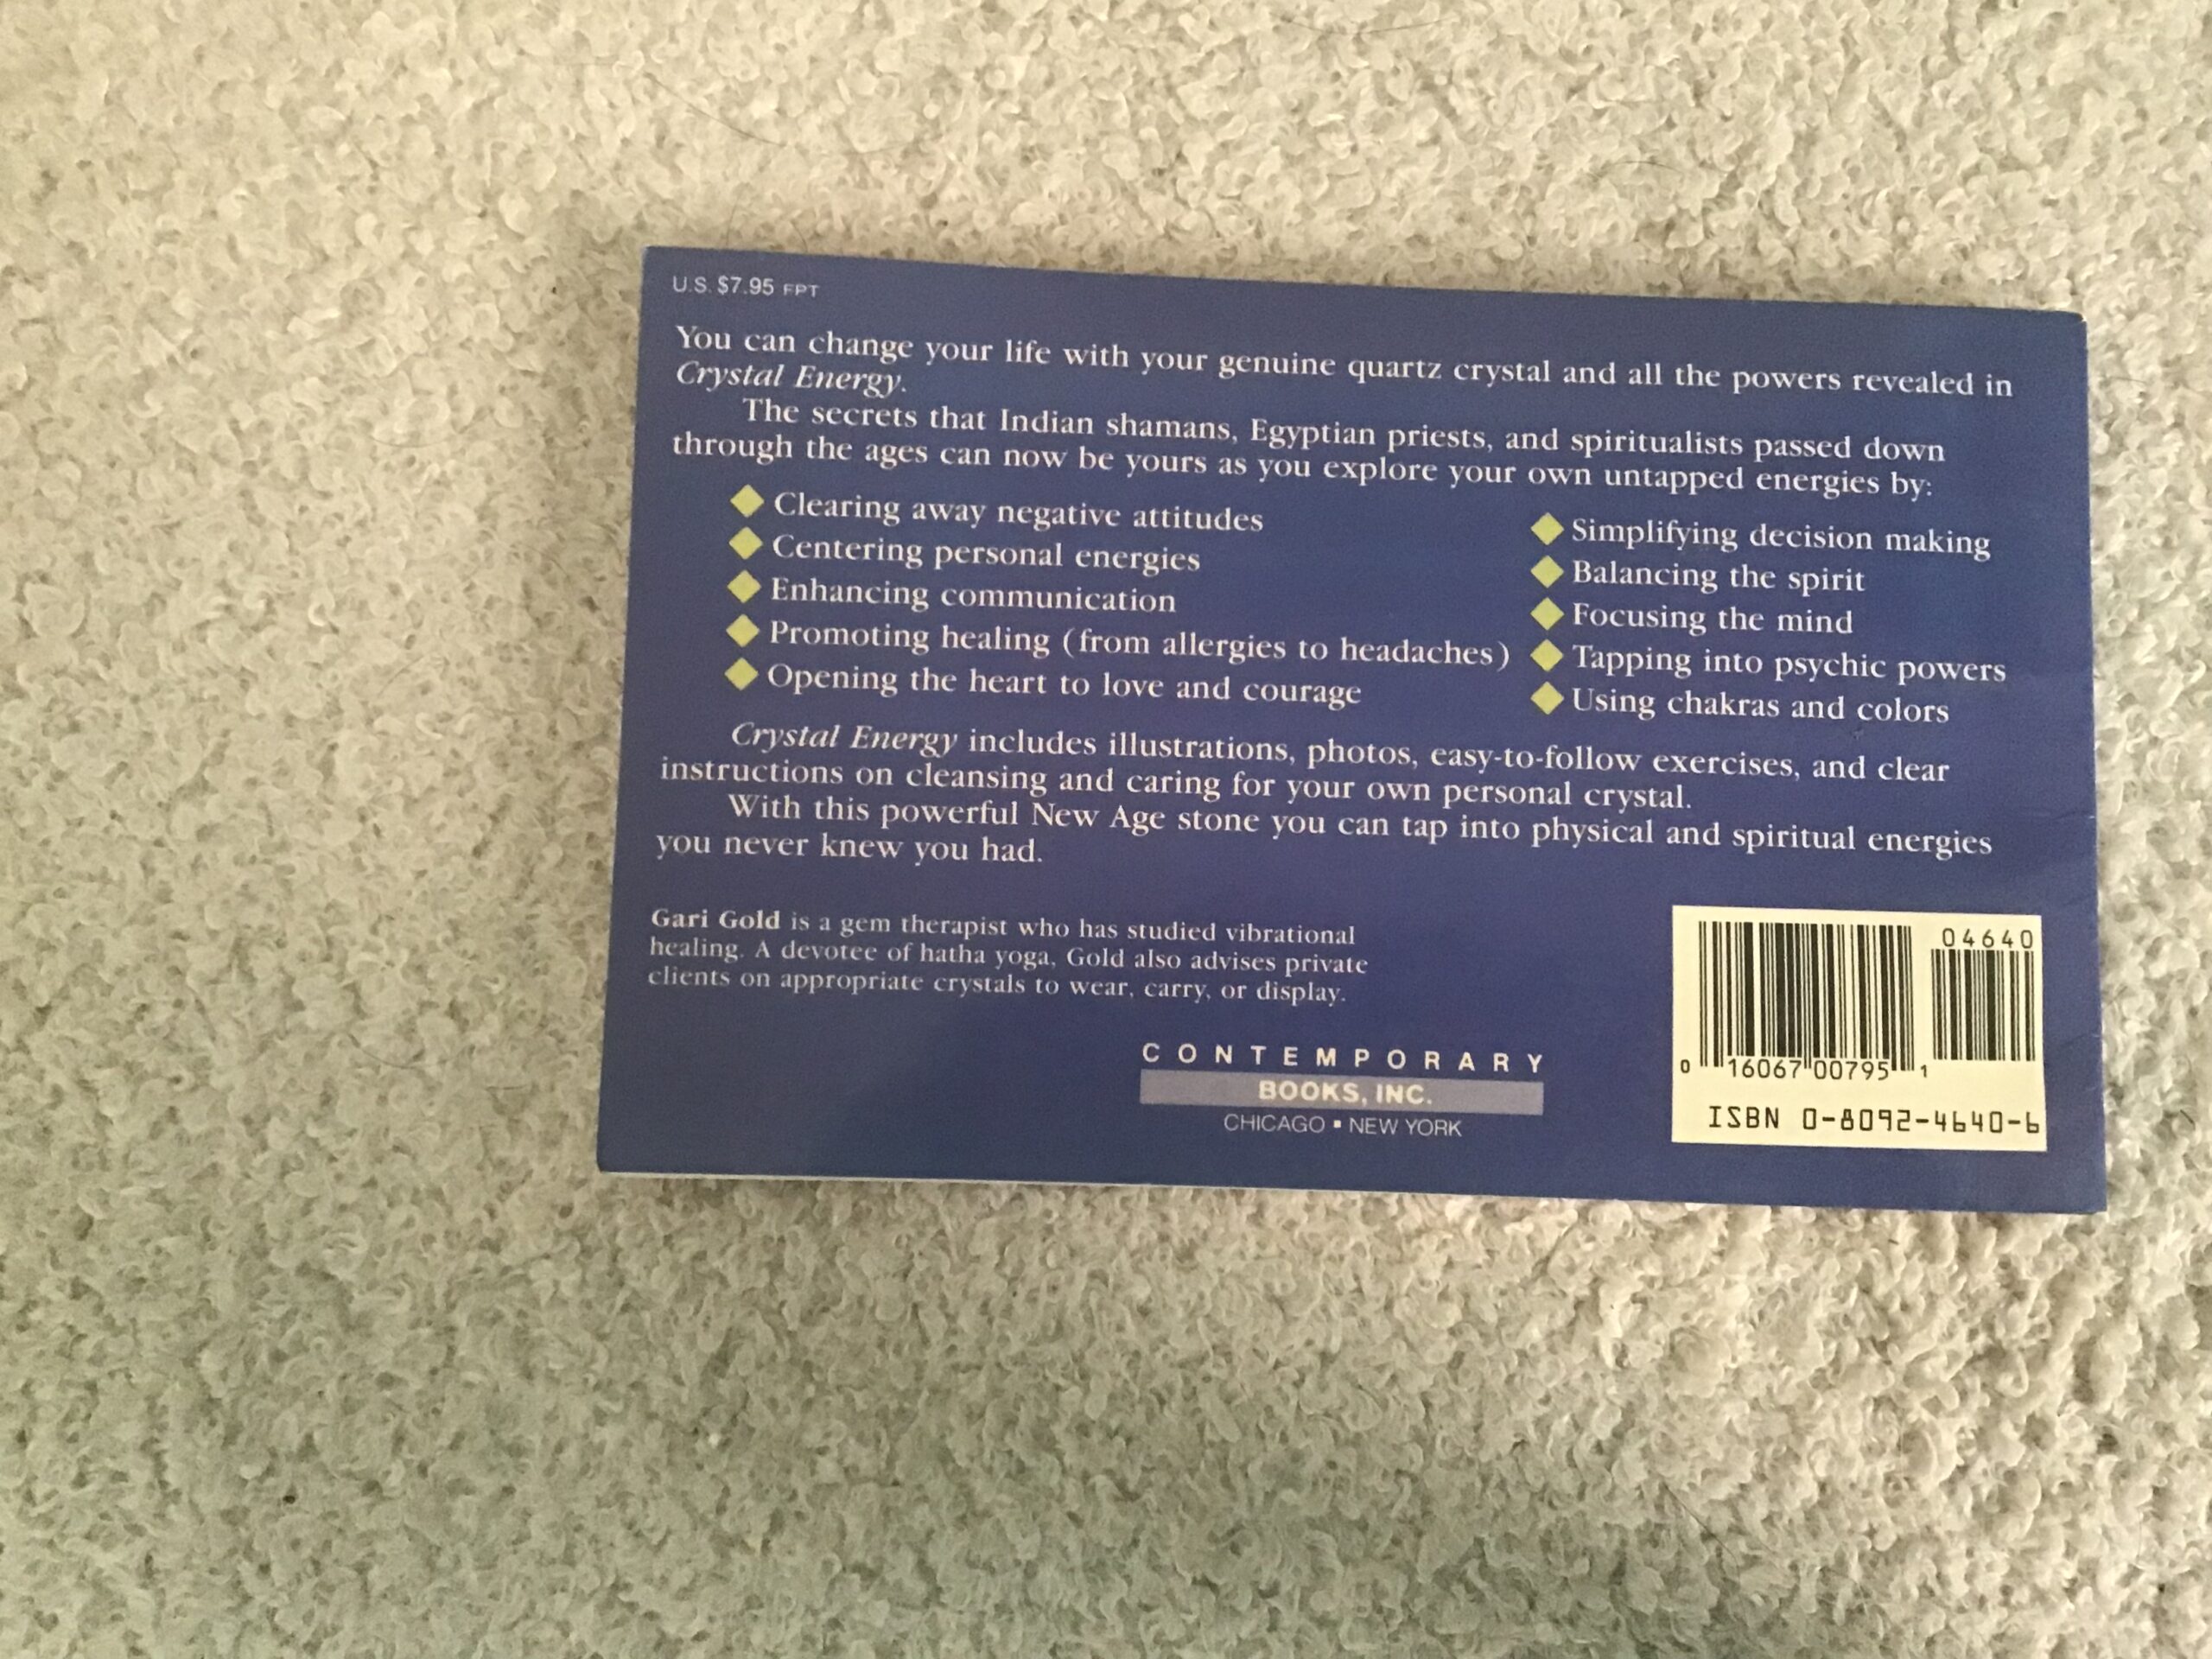 U.S. $7.95 FPT
You can change your life with your genuine quartz crystal and all the powers revealed in
Crystal Energy.
The secrets that Indian shamans, Egyptian priests, and spiritualists passed down
through the ages can now be yours as you explore your own untapped energies by:
Clearing away negative attitudes
Centering personal energies
Enhancing communication
Promoting healing (from allergies to headaches)
Opening the heart to love and courage
Simplifying decision making
Balancing the spirit
Focusing the mind
Tapping into psychic powers
Using chakras and colors
Crystal Energy includes illustrations, photos, easy-to-follow exercises, and clear
instructions on cleansing and caring for your own personal crystal.
With this powerful New Age stone you can tap into physical and spiritual energies
you never knew you had.
Gari Gold is a gem therapist who has studied vibrational
healing. A devotee of hatha yoga, Gold also advises private
clients on appropriate crystals to wear, carry, or display.
CONTEMPORARY
BOOKS, INC.
CHICAGO ▪ NEW YORK
04640
0 16067 00795 1
ISBN 0-8092-4640-6